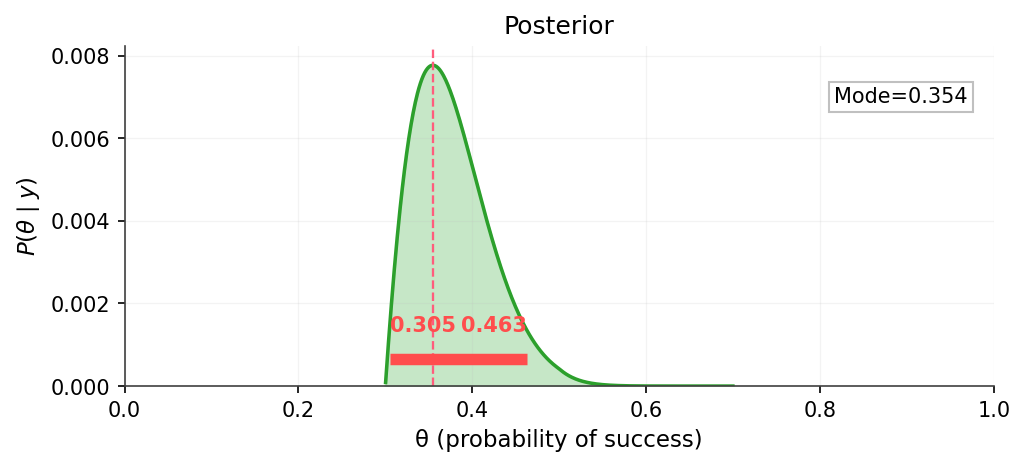 Posterior
Mode=0.354
P(θ | y)
0.008
0.006
0.004
0.002
0.000
0.305 0.463
0.0 0.2 0.4 0.6 0.8 1.0
θ (probability of success)